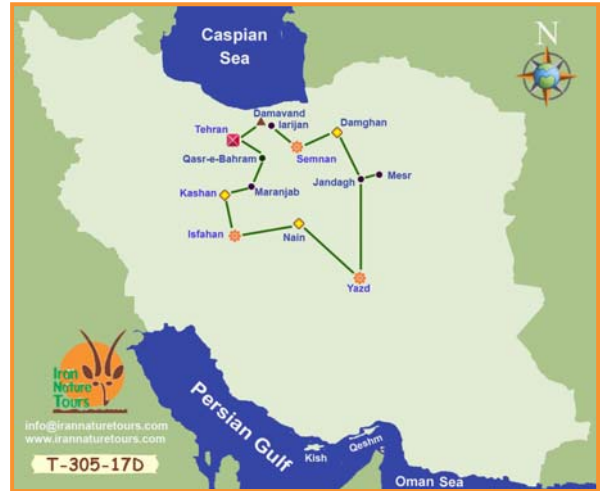 Caspian
Sea
N
Damavand
larijan
Damghan
Tehran
Semnan
Qasr-e-Bahram
Jandagh
Mesr
Kashan
Maranjab
Isfahan
Nain
Yazd
Iran
Nature
Tours
info@irannaturetours.com
www.irannaturetours.com
T-305-17D
Persian Gulf
Kish
Qeshm
Oman Sea